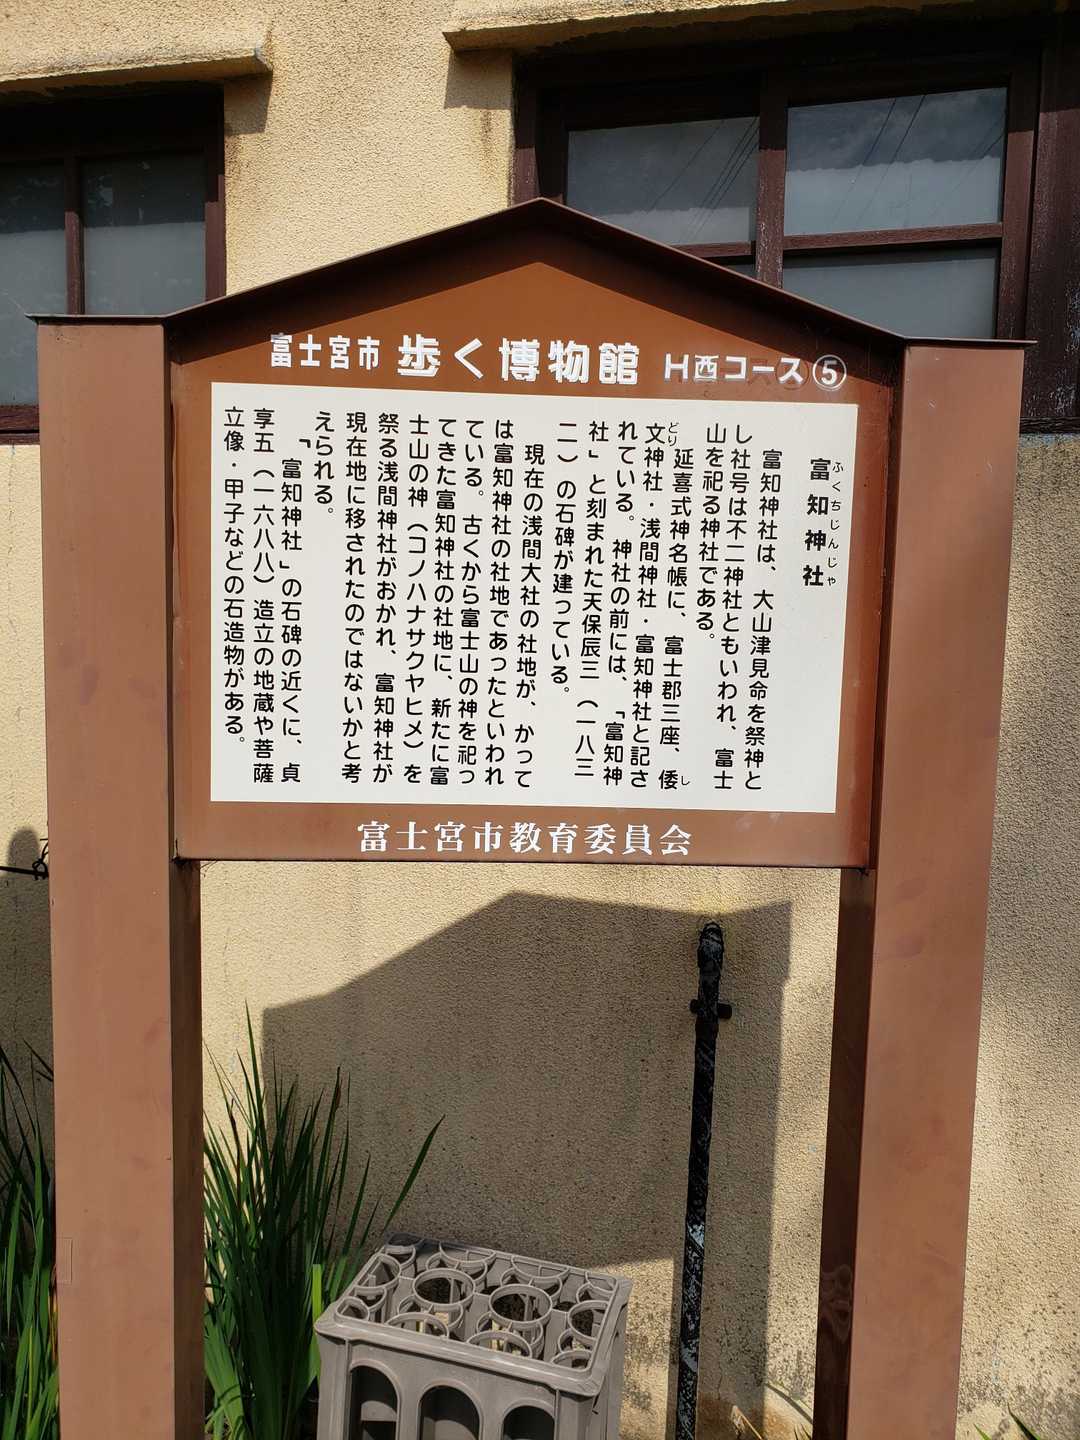 富士宮市 歩く博物館 H西コース⑤
ふくちじんじゃ
富知神社
富知神社は、大山津見命を祭神と
し社号は不二神社ともいわれ、富士
山を祀る神社である。
延喜式神名帳に、富士郡三座、倭
し
どり
文神社・浅間神社・富知神社と記さ
れている。神社の前には、「富知神
社」と刻まれた天保辰三（一八三
二）の石碑が建っている。
現在の浅間大社の社地が、かって
は富知神社の社地であったといわれ
ている。古くから富士山の神を祀っ
てきた富知神社の社地に、新たに富
士山の神（コノハナサクヤヒメ）を
祭る浅間神社がおかれ、富知神社が
現在地に移されたのではないかと考
えられる。
「富知神社」の石碑の近くに、貞
享五（一六八八）造立の地蔵や菩薩
立像・甲子などの石造物がある。
富士宮市教育委員会